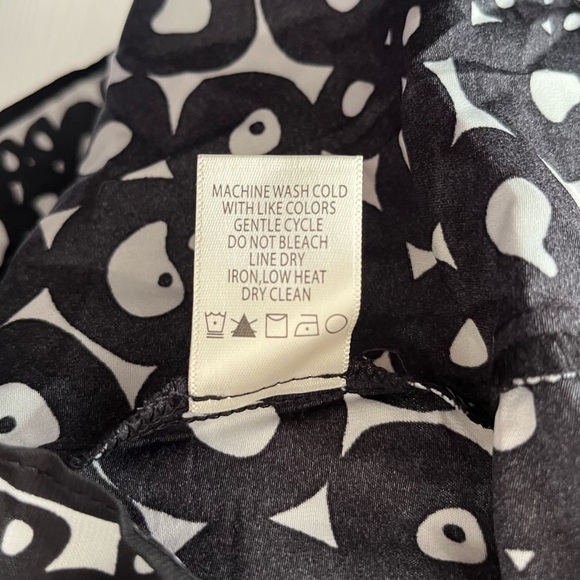 MACHINE WASH COLD
WITH LIKE COLORS
GENTLE CYCLE
DO NOT BLEACH
LINE DRY
IRON,LOW HEAT
DRY CLEAN